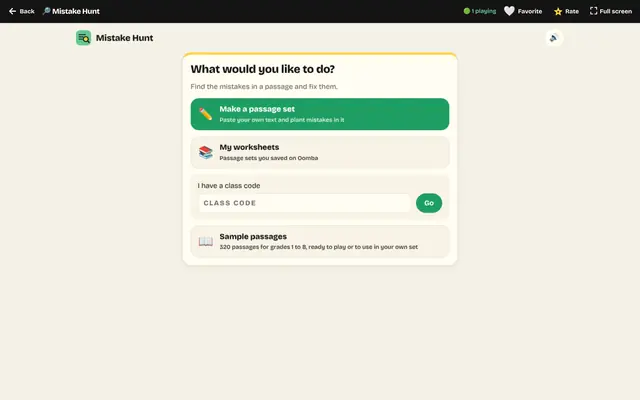 Back
Mistake Hunt
1 playing
Favorite
Rate
Full screen
Mistake Hunt
What would you like to do?
Find the mistakes in a passage and fix them.
Make a passage set
Paste your own text and plant mistakes in it
My worksheets
Passage sets you saved on Oomba
I have a class code
CLASS CODE
Go
Sample passages
320 passages for grades 1 to 8, ready to play or to use in your own set